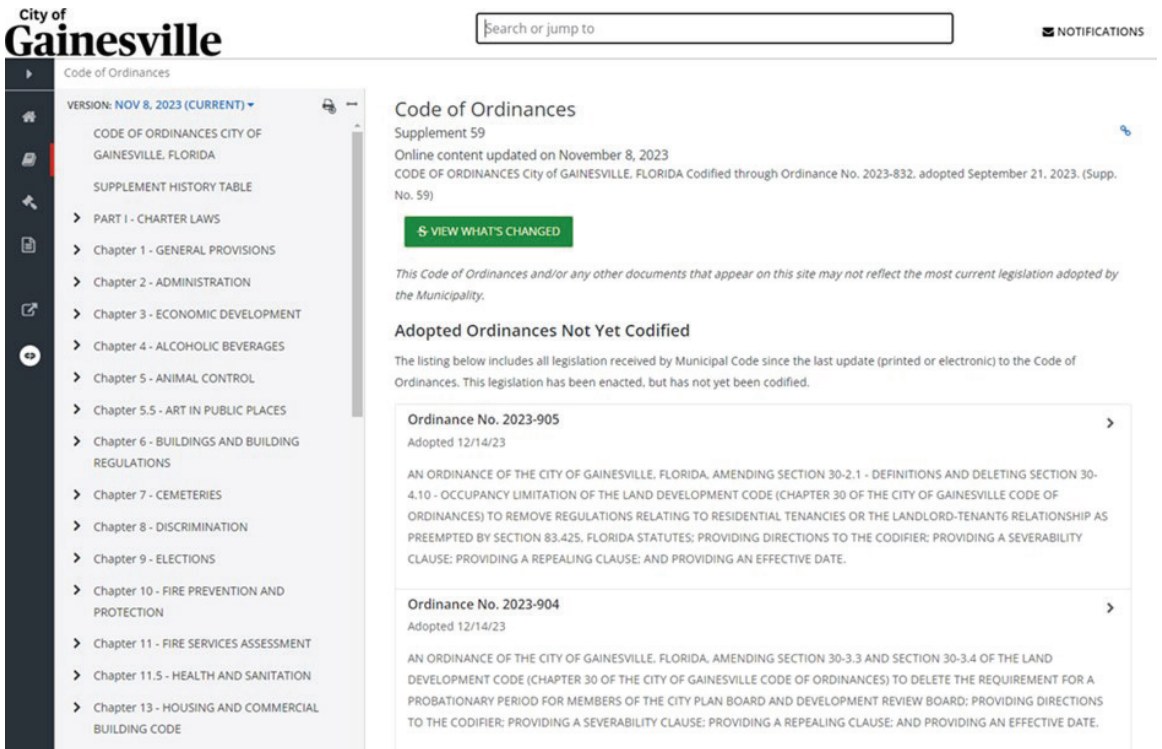 City of
Gainesville
Search or jump to
NOTIFICATIONS
Code of Ordinances
VERSION: NOV 8, 2023 (CURRENT)
CODE OF ORDINANCES CITY OF
GAINESVILLE, FLORIDA
SUPPLEMENT HISTORY TABLE
PART I - CHARTER LAWS
Chapter 1 - GENERAL PROVISIONS
Chapter 2 - ADMINISTRATION
Chapter 3 - ECONOMIC DEVELOPMENT
Chapter 4 - ALCOHOLIC BEVERAGES
Chapter 5 - ANIMAL CONTROL
Chapter 5.5 - ART IN PUBLIC PLACES
Chapter 6 - BUILDINGS AND BUILDING
REGULATIONS
Chapter 7 - CEMETERIES
Chapter 8 - DISCRIMINATION
Chapter 9 - ELECTIONS
Chapter 10 - FIRE PREVENTION AND
PROTECTION
Chapter 11 - FIRE SERVICES ASSESSMENT
Chapter 11.5 - HEALTH AND SANITATION
Chapter 13 - HOUSING AND COMMERCIAL
BUILDING CODE
Code of Ordinances
Supplement 59
Online content updated on November 8, 2023
CODE OF ORDINANCES City of GAINESVILLE, FLORIDA Codified through Ordinance No. 2023-832, adopted September 21, 2023. (Supp.
No. 59)
VIEW WHAT'S CHANGED
This Code of Ordinances and/or any other documents that appear on this site may not reflect the most current legislation adopted by
the Municipality.
Adopted Ordinances Not Yet Codified
The listing below includes all legislation received by Municipal Code since the last update (printed or electronic) to the Code of
Ordinances. This legislation has been enacted, but has not yet been codified.
Ordinance No. 2023-905
Adopted 12/14/23
AN ORDINANCE OF THE CITY OF GAINESVILLE, FLORIDA, AMENDING SECTION 30-2.1 - DEFINITIONS AND DELETING SECTION 30-
4.10 - OCCUPANCY LIMITATION OF THE LAND DEVELOPMENT CODE (CHAPTER 30 OF THE CITY OF GAINESVILLE CODE OF
ORDINANCES) TO REMOVE REGULATIONS RELATING TO RESIDENTIAL TENANCIES OR THE LANDLORD-TENANT6 RELATIONSHIP AS
PREEMPTED BY SECTION 83.425, FLORIDA STATUTES; PROVIDING DIRECTIONS TO THE CODIFIER; PROVIDING A SEVERABILITY
CLAUSE; PROVIDING A REPEALING CLAUSE; AND PROVIDING AN EFFECTIVE DATE.
Ordinance No. 2023-904
Adopted 12/14/23
AN ORDINANCE OF THE CITY OF GAINESVILLE, FLORIDA, AMENDING SECTION 30-3.3 AND SECTION 30-3.4 OF THE LAND
DEVELOPMENT CODE (CHAPTER 30 OF THE CITY OF GAINESVILLE CODE OF ORDINANCES) TO DELETE THE REQUIREMENT FOR A
PROBATIONARY PERIOD FOR MEMBERS OF THE CITY PLAN BOARD AND DEVELOPMENT REVIEW BOARD; PROVIDING DIRECTIONS
TO THE CODIFIER; PROVIDING A SEVERABILITY CLAUSE; PROVIDING A REPEALING CLAUSE; AND PROVIDING AN EFFECTIVE DATE.